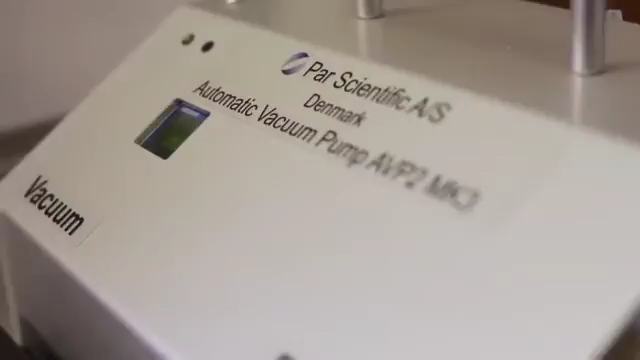 Par Scientific A/S
Denmark
Automatic Vacuum Pump AVP2 MK3
Vacuum